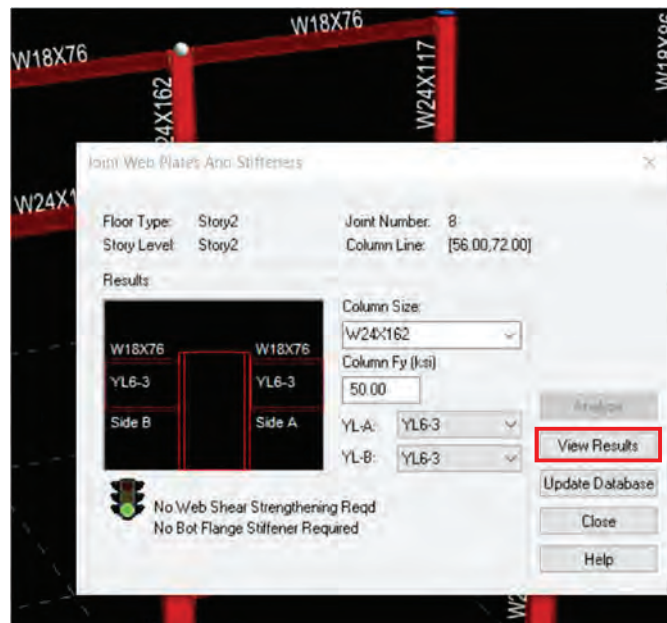 W18X76
W18X76
24X162
W24X117
W18X86
W24X1
Joint Web Plates And Stiffeners
Floor Type: Story2 Joint Number: 8
Story Level: Story2 Column Line: [56.00,72.00]
Results
Column Size:
W24X162
Column Fy (ksi)
50.00
W18X76 W18X76
YL6-3 YL6-3
Side B Side A
YL-A: YL6-3
YL-B: YL6-3
No Web Shear Strengthening Reqd
No Bot Flange Stiffener Required
Analyze
View Results
Update Database
Close
Help
W2